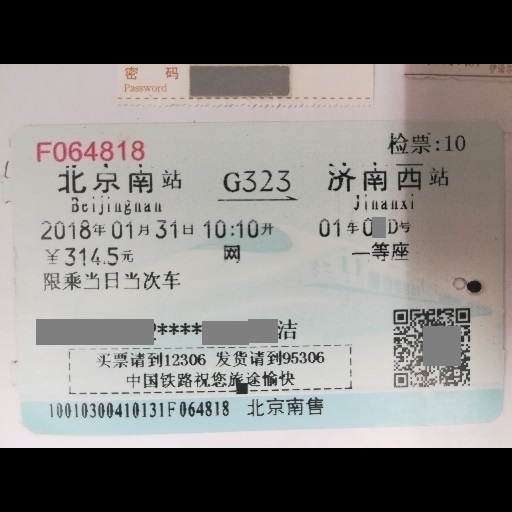 密 码
Password
F064818 检票:10
北京南站 G323 济南西站
Beijingnan Jinanxi
2018年01月31日10:10开 01车0 D号
￥314.5元 网 一等座
限乘当日当次车
2**** 洁
买票请到12306 发货请到95306
中国铁路祝您旅途愉快
10010300410131F064818 北京南售